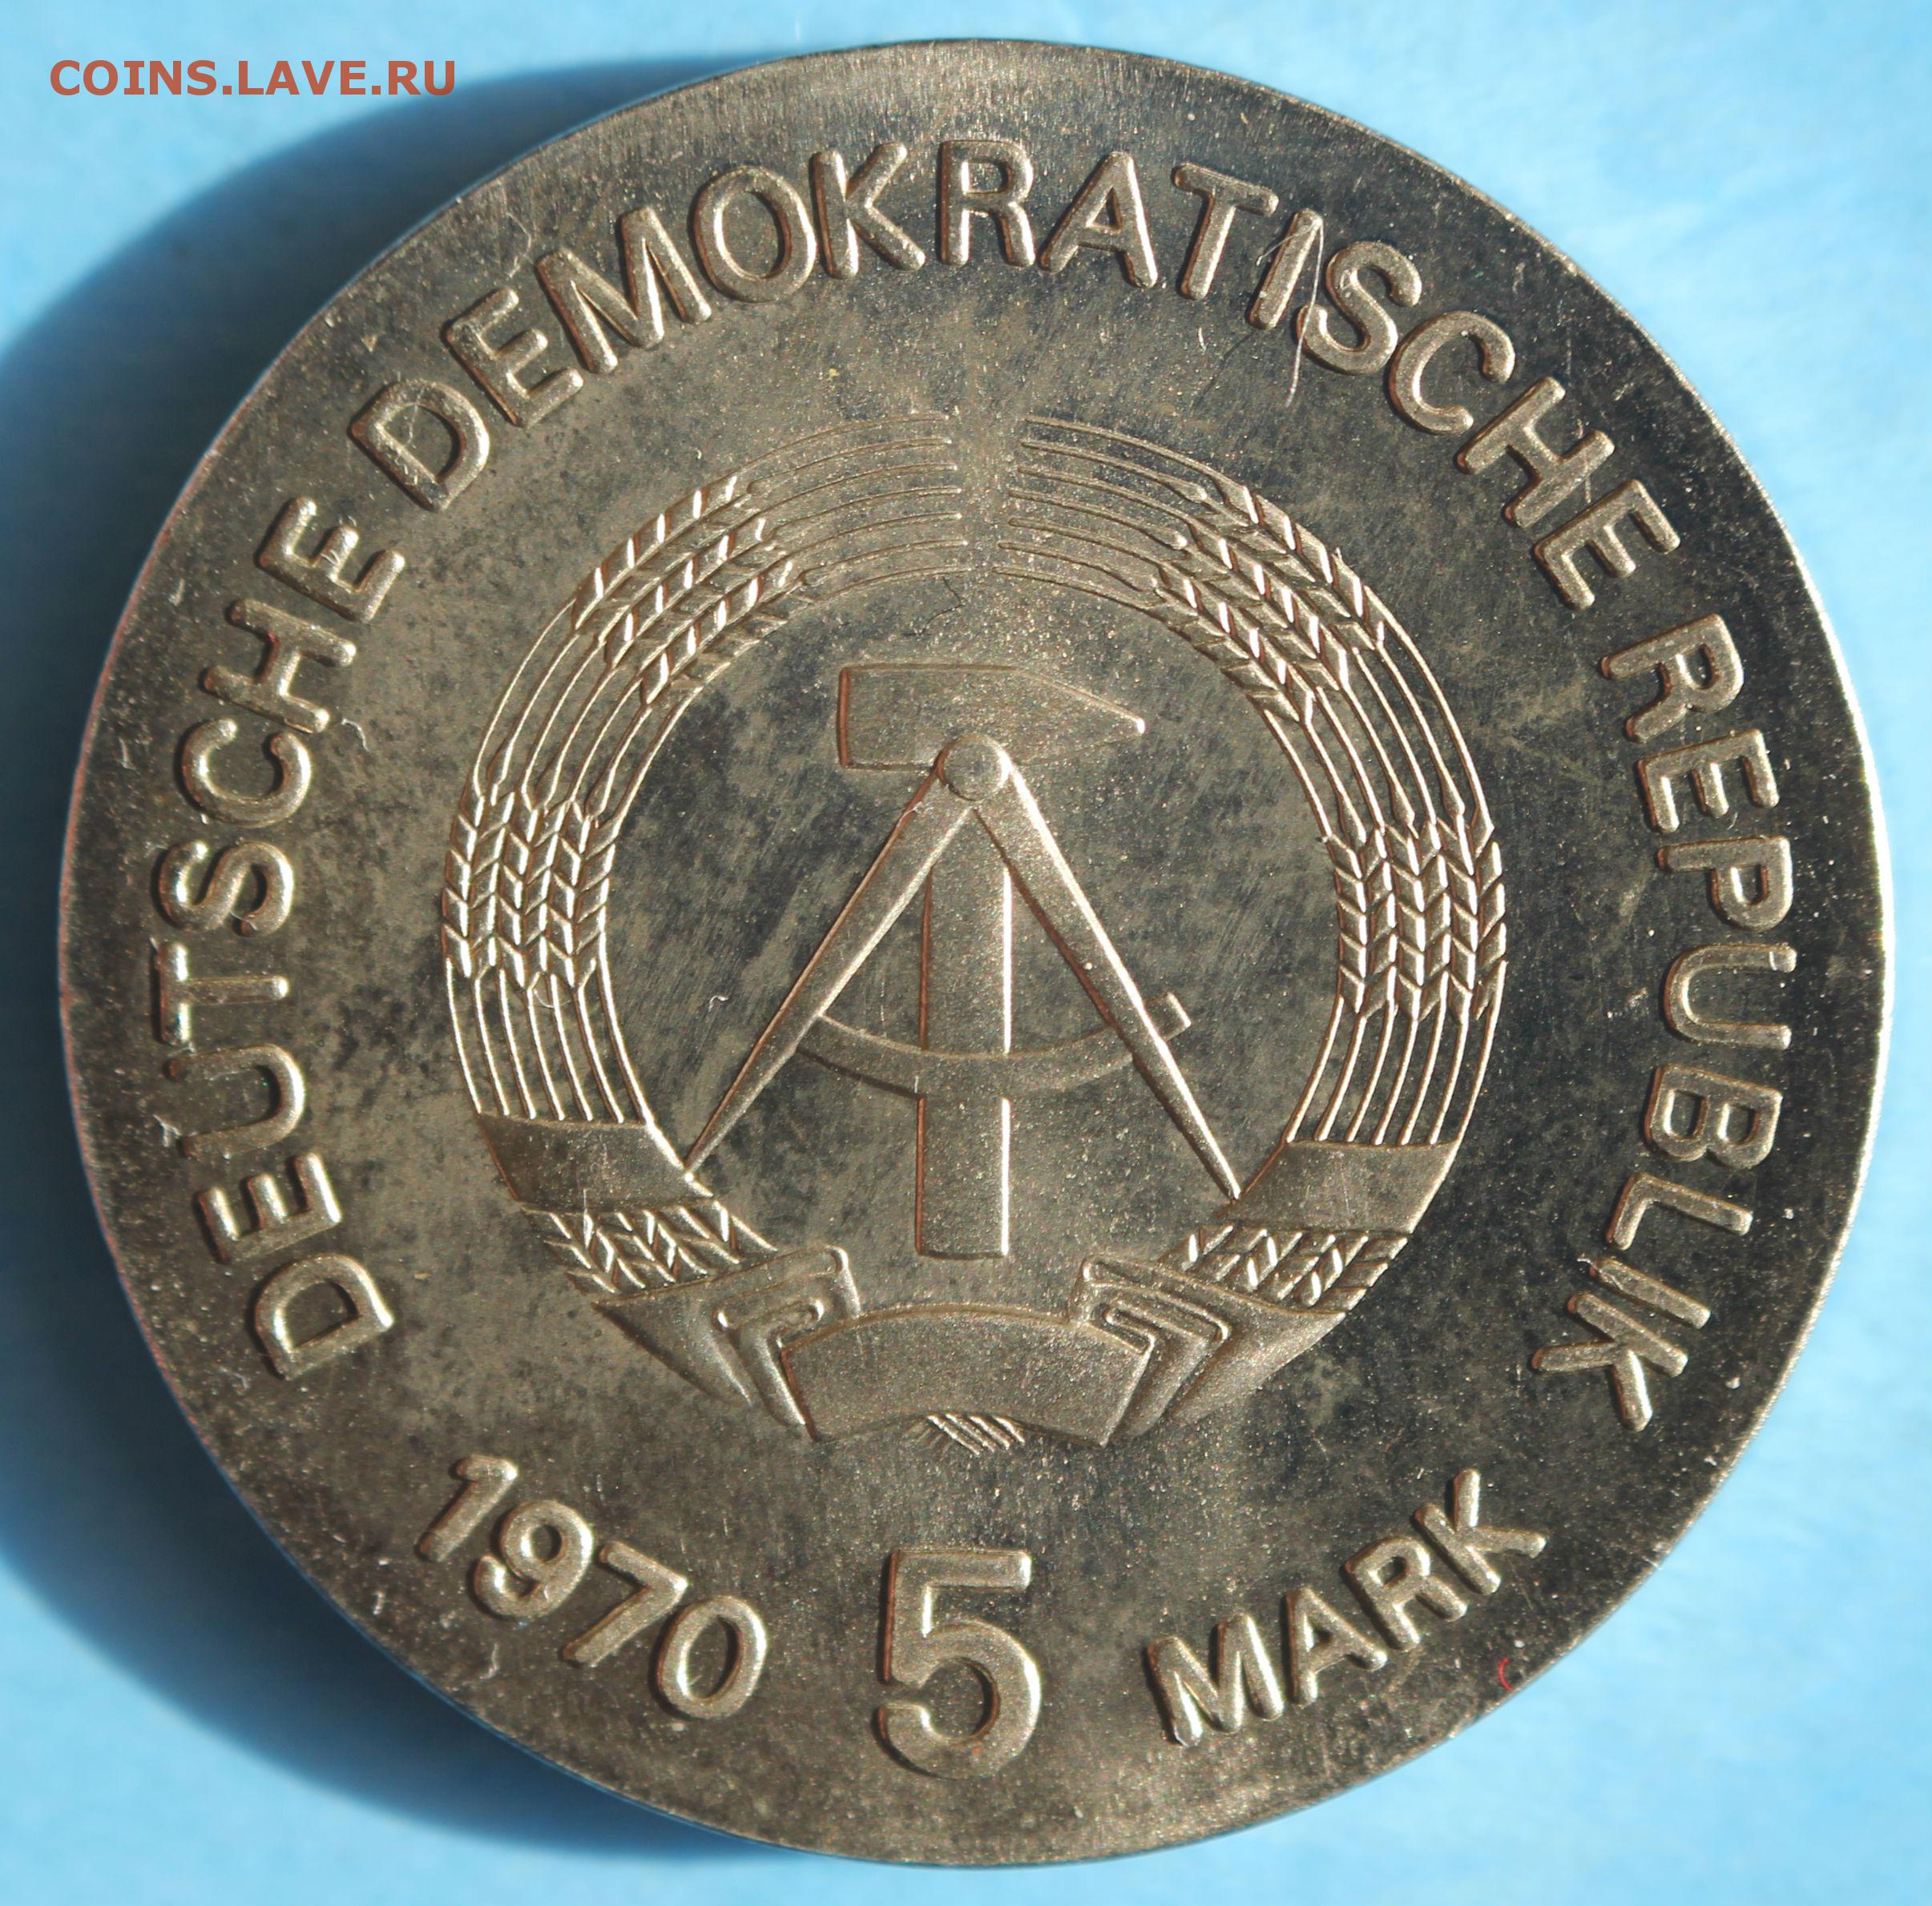 COINS.LAVE.RU
DEUTSCHE DEMOKRATISCHE REPUBLIK
1970 5 MARK